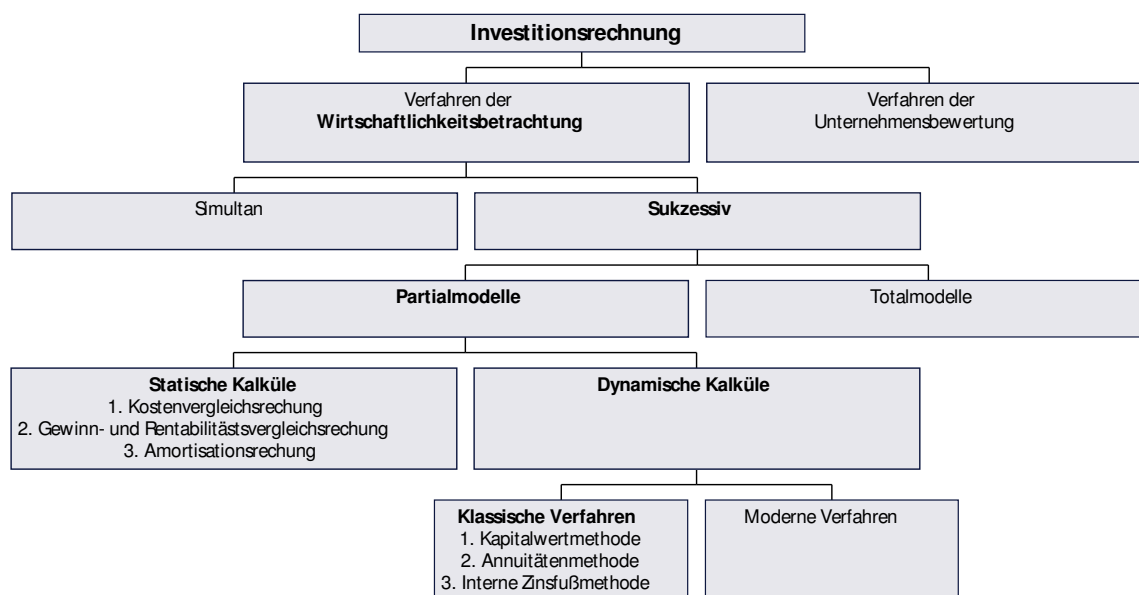 Investitionsrechnung
Verfahren der
Wirtschaftlichkeitsbetrachtung
Verfahren der
Unternehmensbewertung
Simultan
Sukzessiv
Partialmodelle
Totalmodelle
Statische Kalküle
1. Kostenvergleichsrechung
2. Gewinn- und Rentabilitästsvergleichsrechung
3. Amortisationsrechung
Dynamische Kalküle
Klassische Verfahren
1. Kapitalwertmethode
2. Annuitätenmethode
3. Interne Zinsfußmethode
Moderne Verfahren